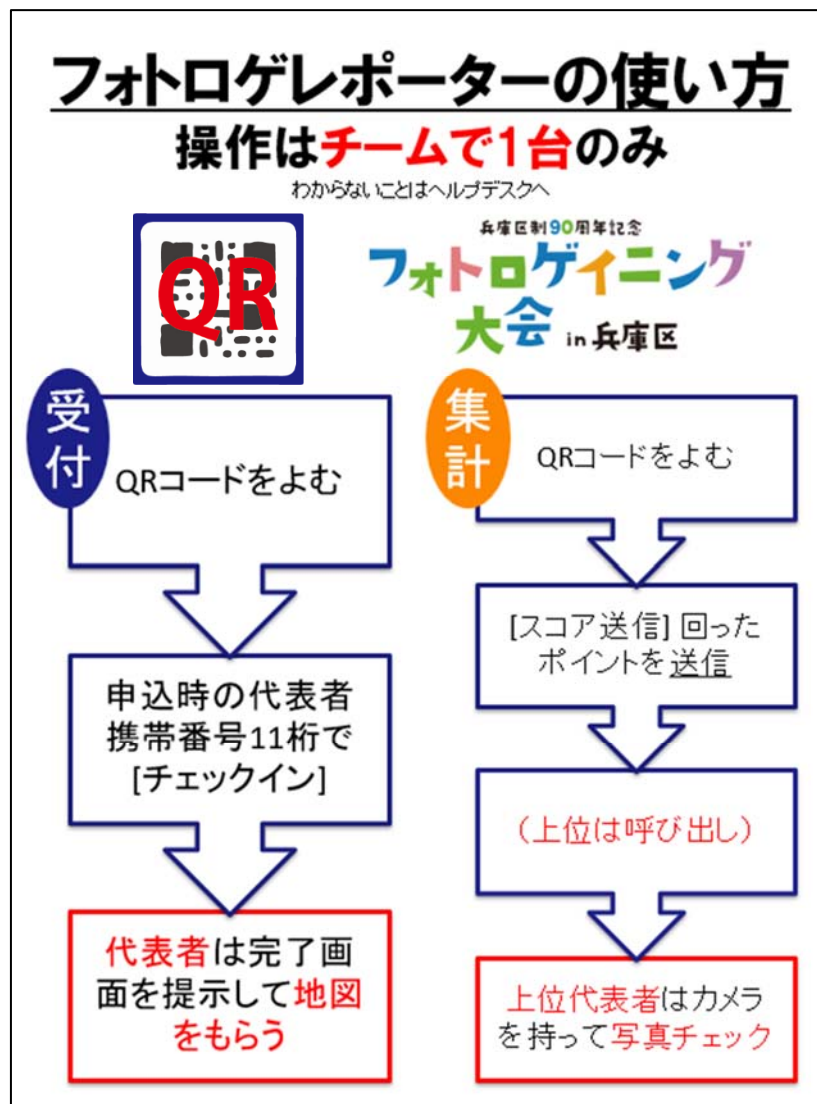 フォトロゲレポーターの使い方
操作はチームで1台のみ
わからないことはヘルプデスクへ
QR
兵庫区制90周年記念
フォトロゲイニング
大会 in 兵庫区
受付
QRコードをよむ
申込時の代表者
携帯番号11桁で
[チェックイン]
代表者は完了画
面を提示して地図
をもらう
集計
QRコードをよむ
[スコア送信] 回った
ポイントを送信
（上位は呼び出し）
上位代表者はカメラ
を持って写真チェック